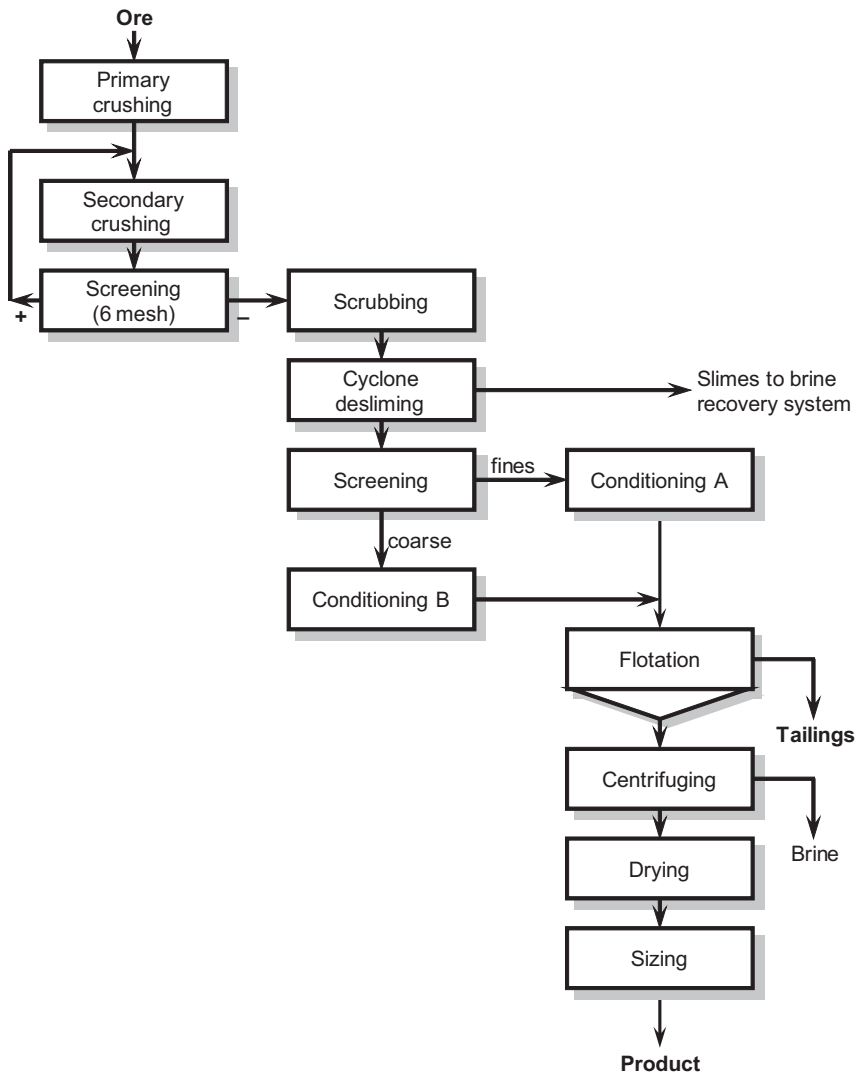 Ore
Primary
crushing
Secondary
crushing
Screening
(6 mesh)
+
–
Scrubbing
Cyclone
desliming
Slimes to brine
recovery system
Screening
fines
Conditioning A
coarse
Conditioning B
Flotation
Tailings
Centrifuging
Brine
Drying
Sizing
Product